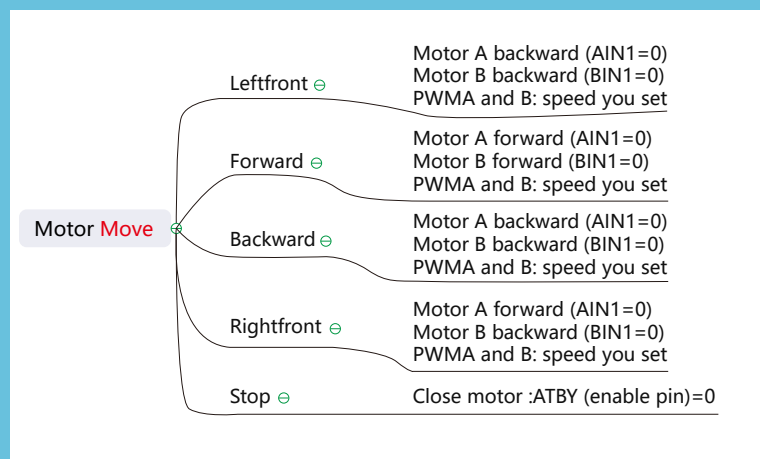 Motor Move
Leftfront
Motor A backward (AIN1=0)
Motor B backward (BIN1=0)
PWMA and B: speed you set
Forward
Motor A forward (AIN1=0)
Motor B forward (BIN1=0)
PWMA and B: speed you set
Backward
Motor A backward (AIN1=0)
Motor B backward (BIN1=0)
PWMA and B: speed you set
Rightfront
Motor A forward (AIN1=0)
Motor B backward (BIN1=0)
PWMA and B: speed you set
Stop
Close motor :ATBY (enable pin)=0